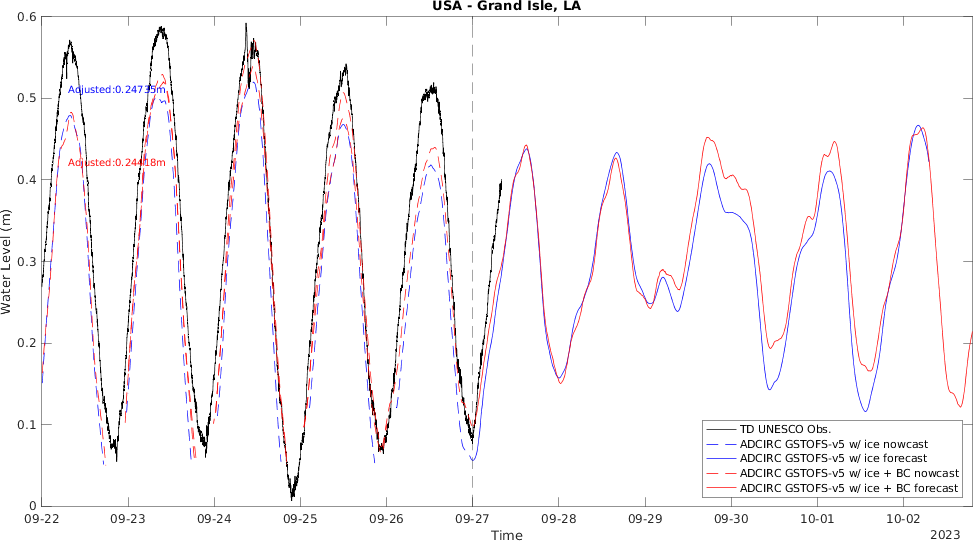 USA - Grand Isle, LA
0.6
0.5
0.4
0.3
0.2
0.1
0
Water Level (m)
Adjusted:0.24735m
Adjusted:0.24418m
TD UNESCO Obs.
ADCIRC GSTOFS-v5 w/ ice nowcast
ADCIRC GSTOFS-v5 w/ ice forecast
ADCIRC GSTOFS-v5 w/ ice + BC nowcast
ADCIRC GSTOFS-v5 w/ ice + BC forecast
09-22 09-23 09-24 09-25 09-26 09-27 09-28 09-29 09-30 10-01 10-02
Time
2023